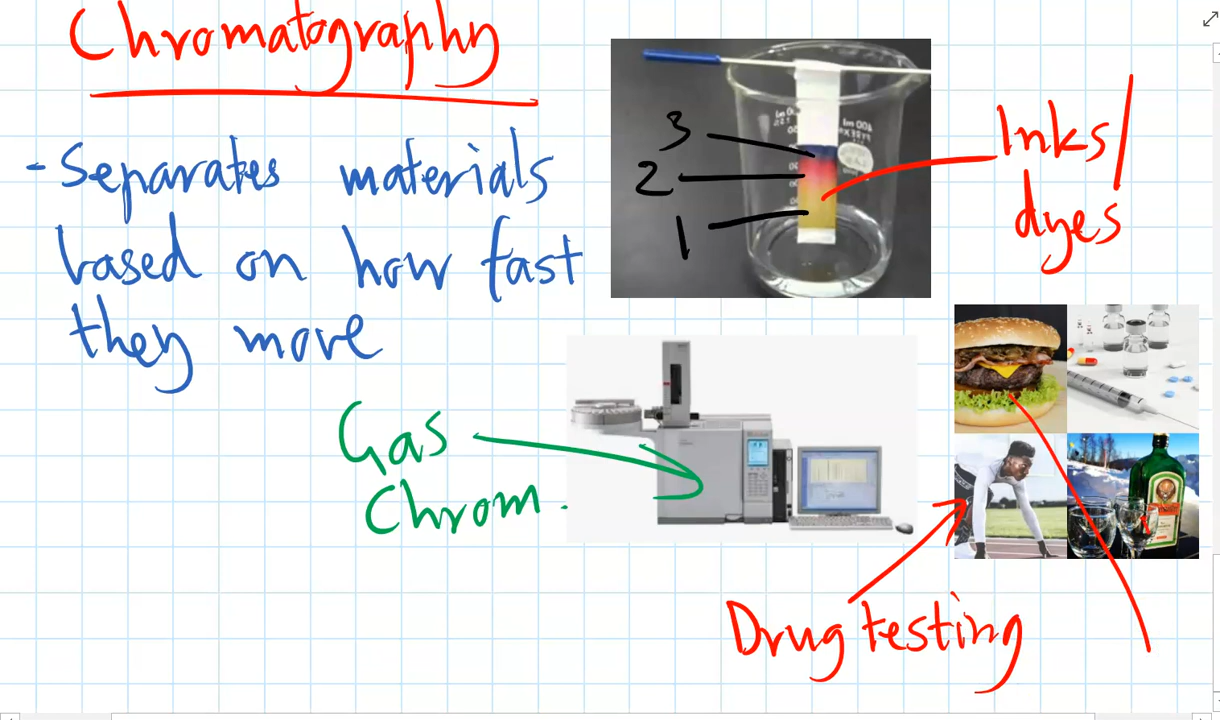 Chromatography
- Separates materials
based on how fast
they move
3
2
1
Inks/
dyes
Gas
Chrom.
Drug testing